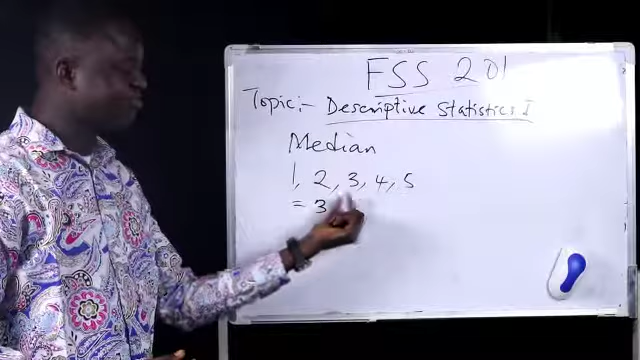 FSS 201
Topic:- Descriptive Statistics I
Median
1, 2, 3, 4, 5
= 3